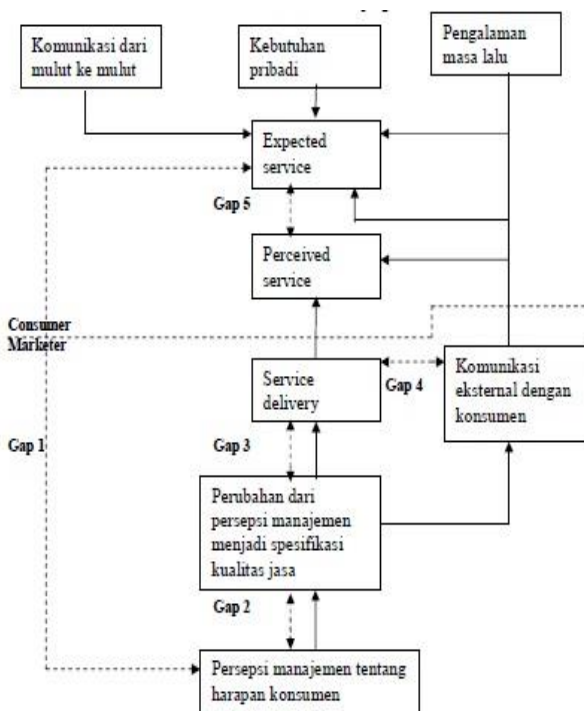 Komunikasi dari
mulut ke mulut
Kebutuhan
pribadi
Pengalaman
masa lalu
Expected
service
Gap 5
Perceived
service
Consumer
Marketer
Service
delivery
Gap 4
Komunikasi
eksternal dengan
konsumen
Gap 1
Gap 3
Perubahan dari
persepsi manajemen
menjadi spesifikasi
kualitas jasa
Gap 2
Persepsi manajemen tentang
harapan konsumen